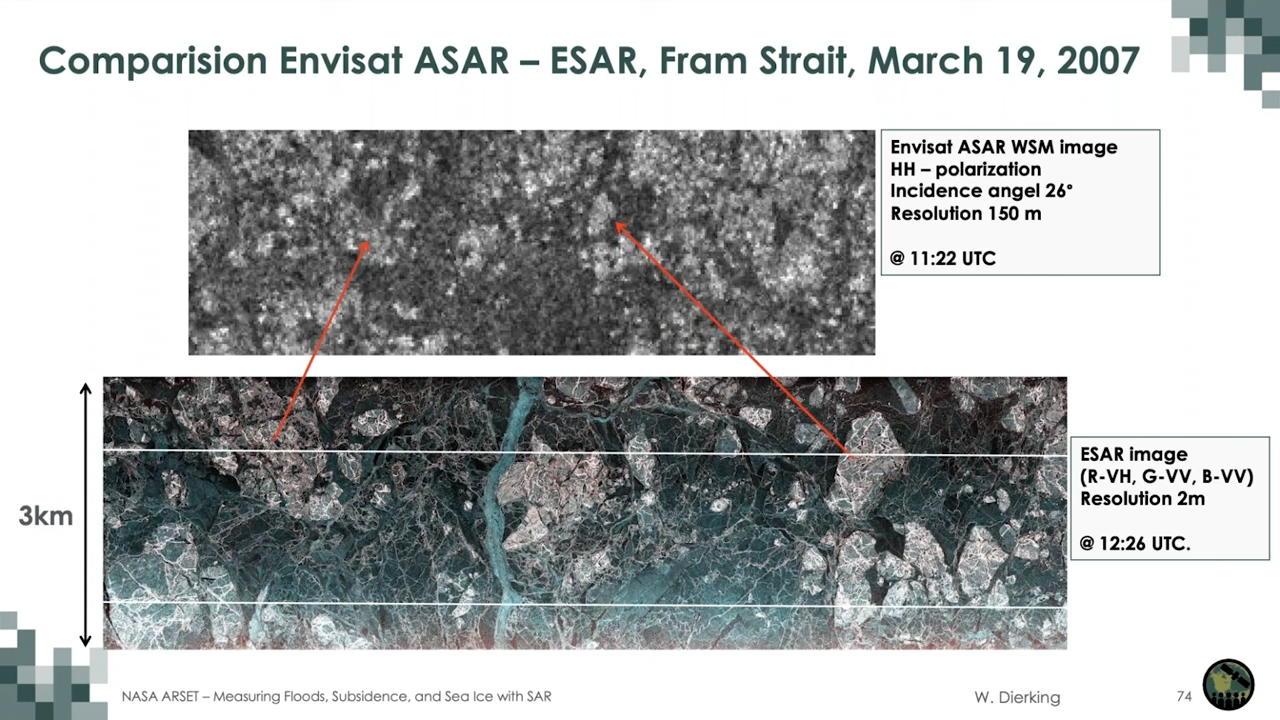 Comparision Envisat ASAR – ESAR, Fram Strait, March 19, 2007
Envisat ASAR WSM image
HH – polarization
Incidence angel 26°
Resolution 150 m
@ 11:22 UTC
3km
ESAR image
(R-VH, G-VV, B-VV)
Resolution 2m
@ 12:26 UTC.
NASA ARSET – Measuring Floods, Subsidence, and Sea Ice with SAR
W. Dierking
74